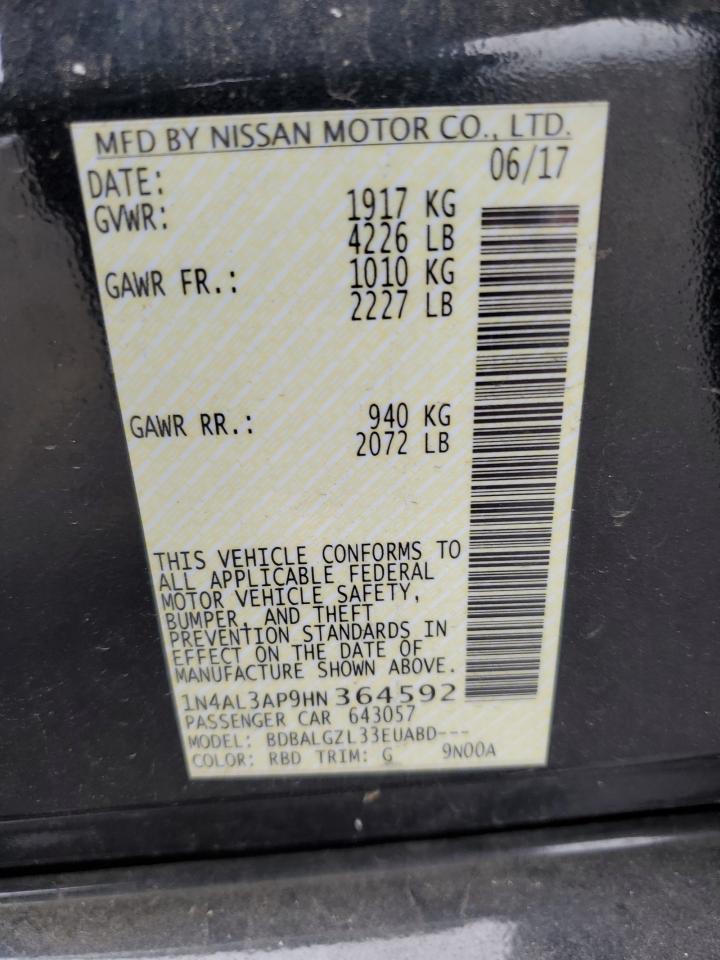 MFD BY NISSAN MOTOR CO., LTD.
DATE: 06/17
GVWR: 1917 KG
4226 LB
GAWR FR.: 1010 KG
2227 LB
GAWR RR.: 940 KG
2072 LB
THIS VEHICLE CONFORMS TO
ALL APPLICABLE FEDERAL
MOTOR VEHICLE SAFETY,
BUMPER, AND THEFT
PREVENTION STANDARDS IN
EFFECT ON THE DATE OF
MANUFACTURE SHOWN ABOVE.
1N4AL3AP9HN 364592
PASSENGER CAR 643057
MODEL: BDBALGZL33EUABD---
COLOR: RBD TRIM: G 9N00A